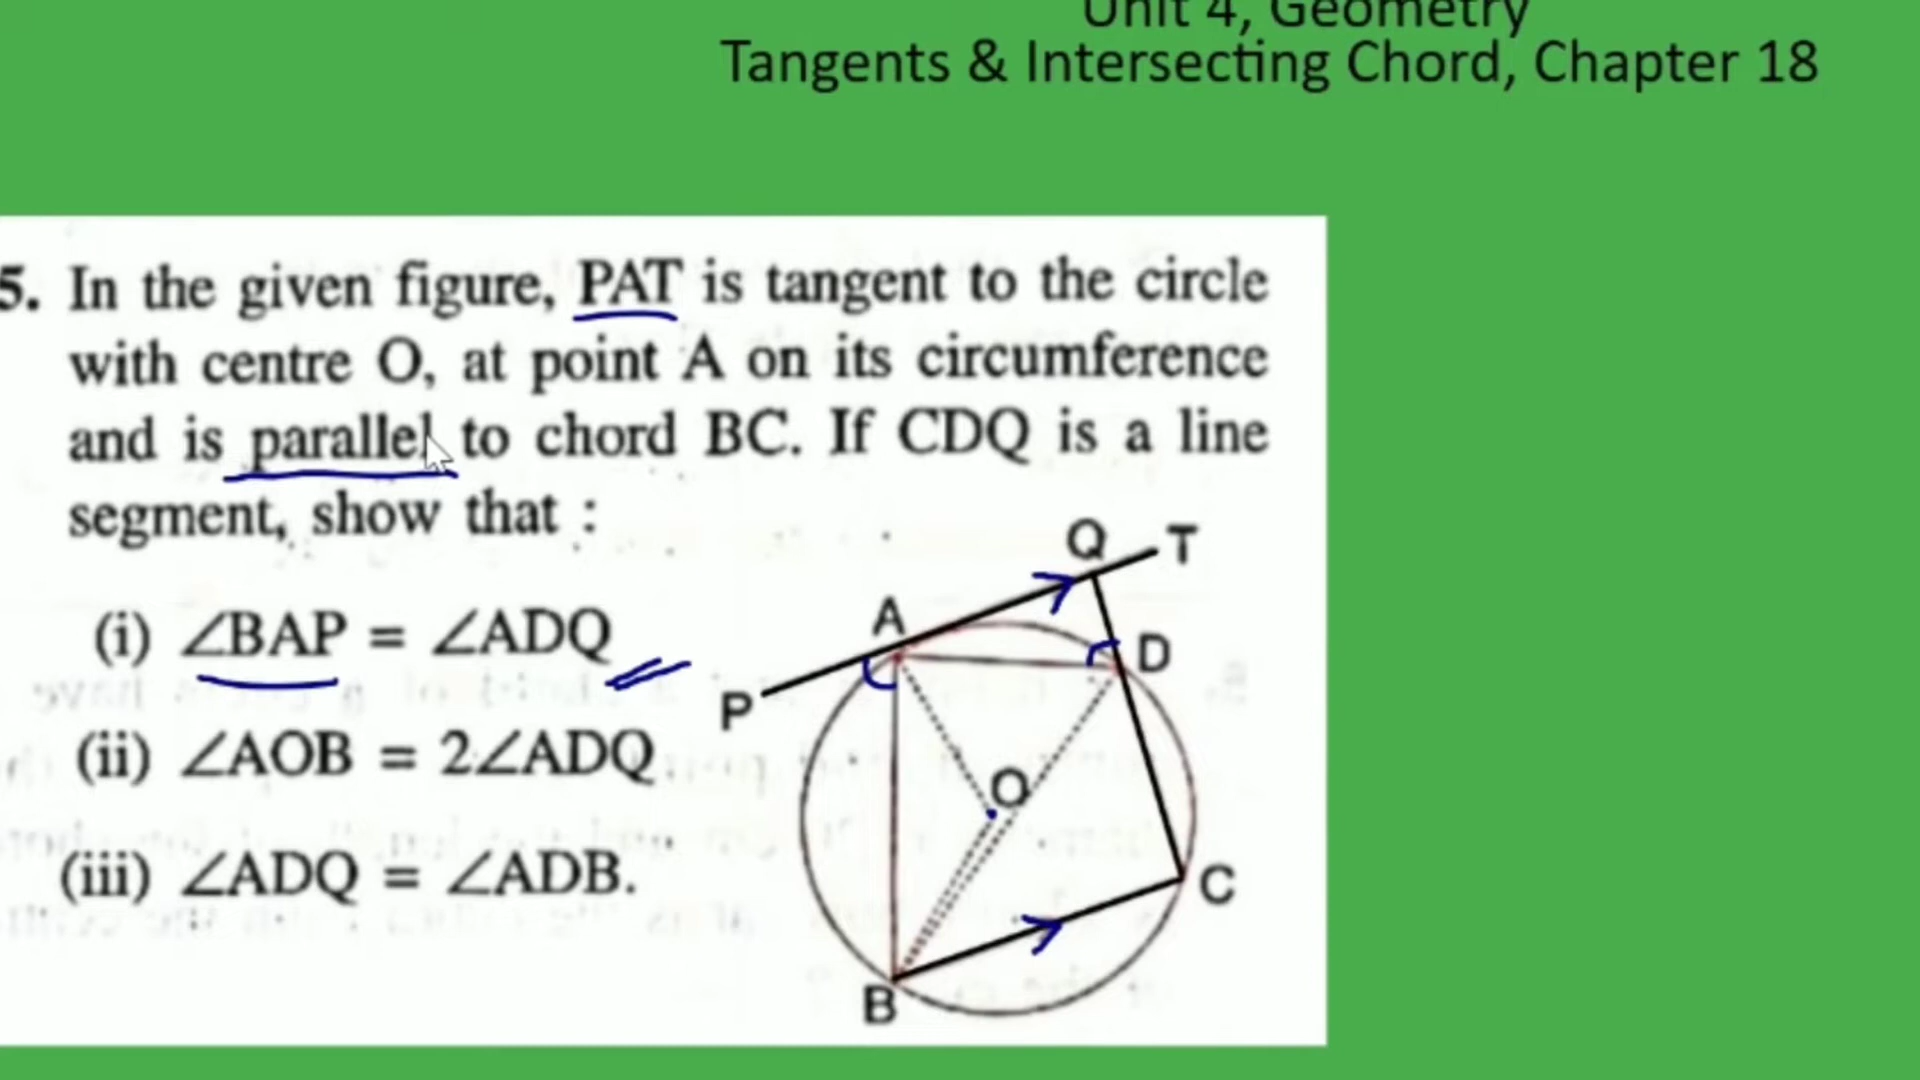 Unit 4, Geometry
Tangents & Intersecting Chord, Chapter 18
5. In the given figure, PAT is tangent to the circle
with centre O, at point A on its circumference
and is parallel to chord BC. If CDQ is a line
segment, show that :
(i) ∠BAP = ∠ADQ
(ii) ∠AOB = 2∠ADQ
(iii) ∠ADQ = ∠ADB.
Q T
A
D
P
O
C
B